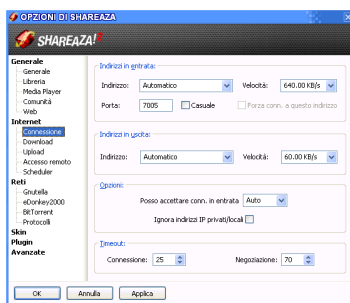 OPZIONI DI SHAREAZA
SHAREAZA!
Generale
Generale
Libreria
Media Player
Comunità
Web
Internet
Connessione
Download
Upload
Accesso remoto
Scheduler
Reti
Gnutella
eDonkey2000
BitTorrent
Protocolli
Skin
Plugin
Avanzate
Indirizzi in entrata:
Indirizzo: Automatico Velocità: 640.00 KB/s
Porta: 7005 Casuale Forza conn. a questo indirizzo
Indirizzi in uscita:
Indirizzo: Automatico Velocità: 60.00 KB/s
Opzioni:
Posso accettare conn. in entrata Auto
Ignora indirizzi IP privati/locali
Timeout:
Connessione: 25 Negoziazione: 70
OK Annulla Applica